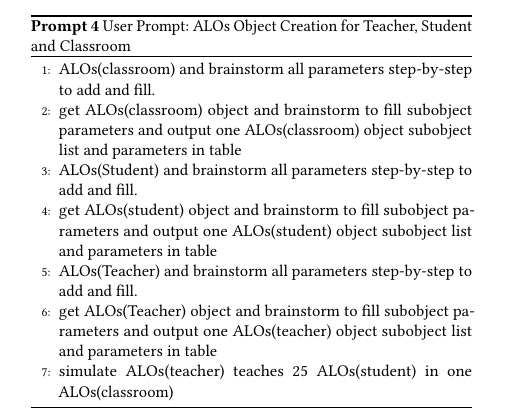 Prompt 4 User Prompt: ALOs Object Creation for Teacher, Student
and Classroom
1: ALOs(classroom) and brainstorm all parameters step-by-step
to add and fill.
2: get ALOs(classroom) object and brainstorm to fill subobject
parameters and output one ALOs(classroom) object subobject
list and parameters in table
3: ALOs(Student) and brainstorm all parameters step-by-step to
add and fill.
4: get ALOs(student) object and brainstorm to fill subobject pa-
rameters and output one ALOs(student) object subobject list
and parameters in table
5: ALOs(Teacher) and brainstorm all parameters step-by-step to
add and fill.
6: get ALOs(Teacher) object and brainstorm to fill subobject pa-
rameters and output one ALOs(teacher) object subobject list
and parameters in table
7: simulate ALOs(teacher) teaches 25 ALOs(student) in one
ALOs(classroom)